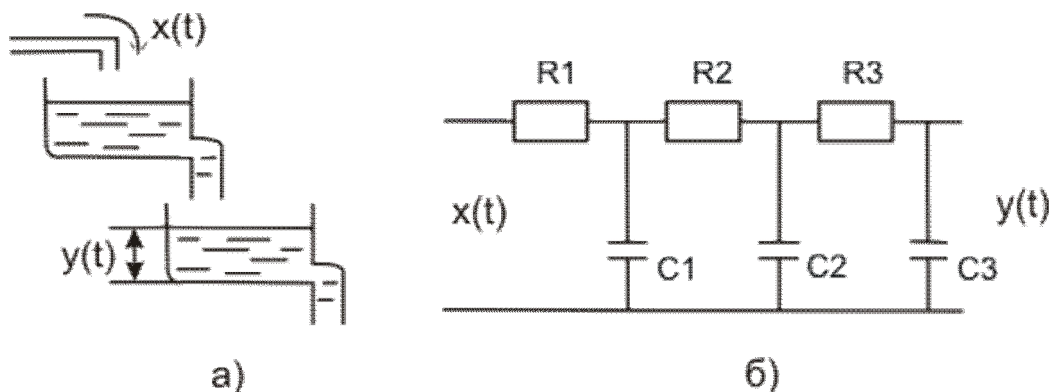 x(t)
y(t)
а)
R1 R2 R3
x(t) y(t)
C1 C2 C3
б)